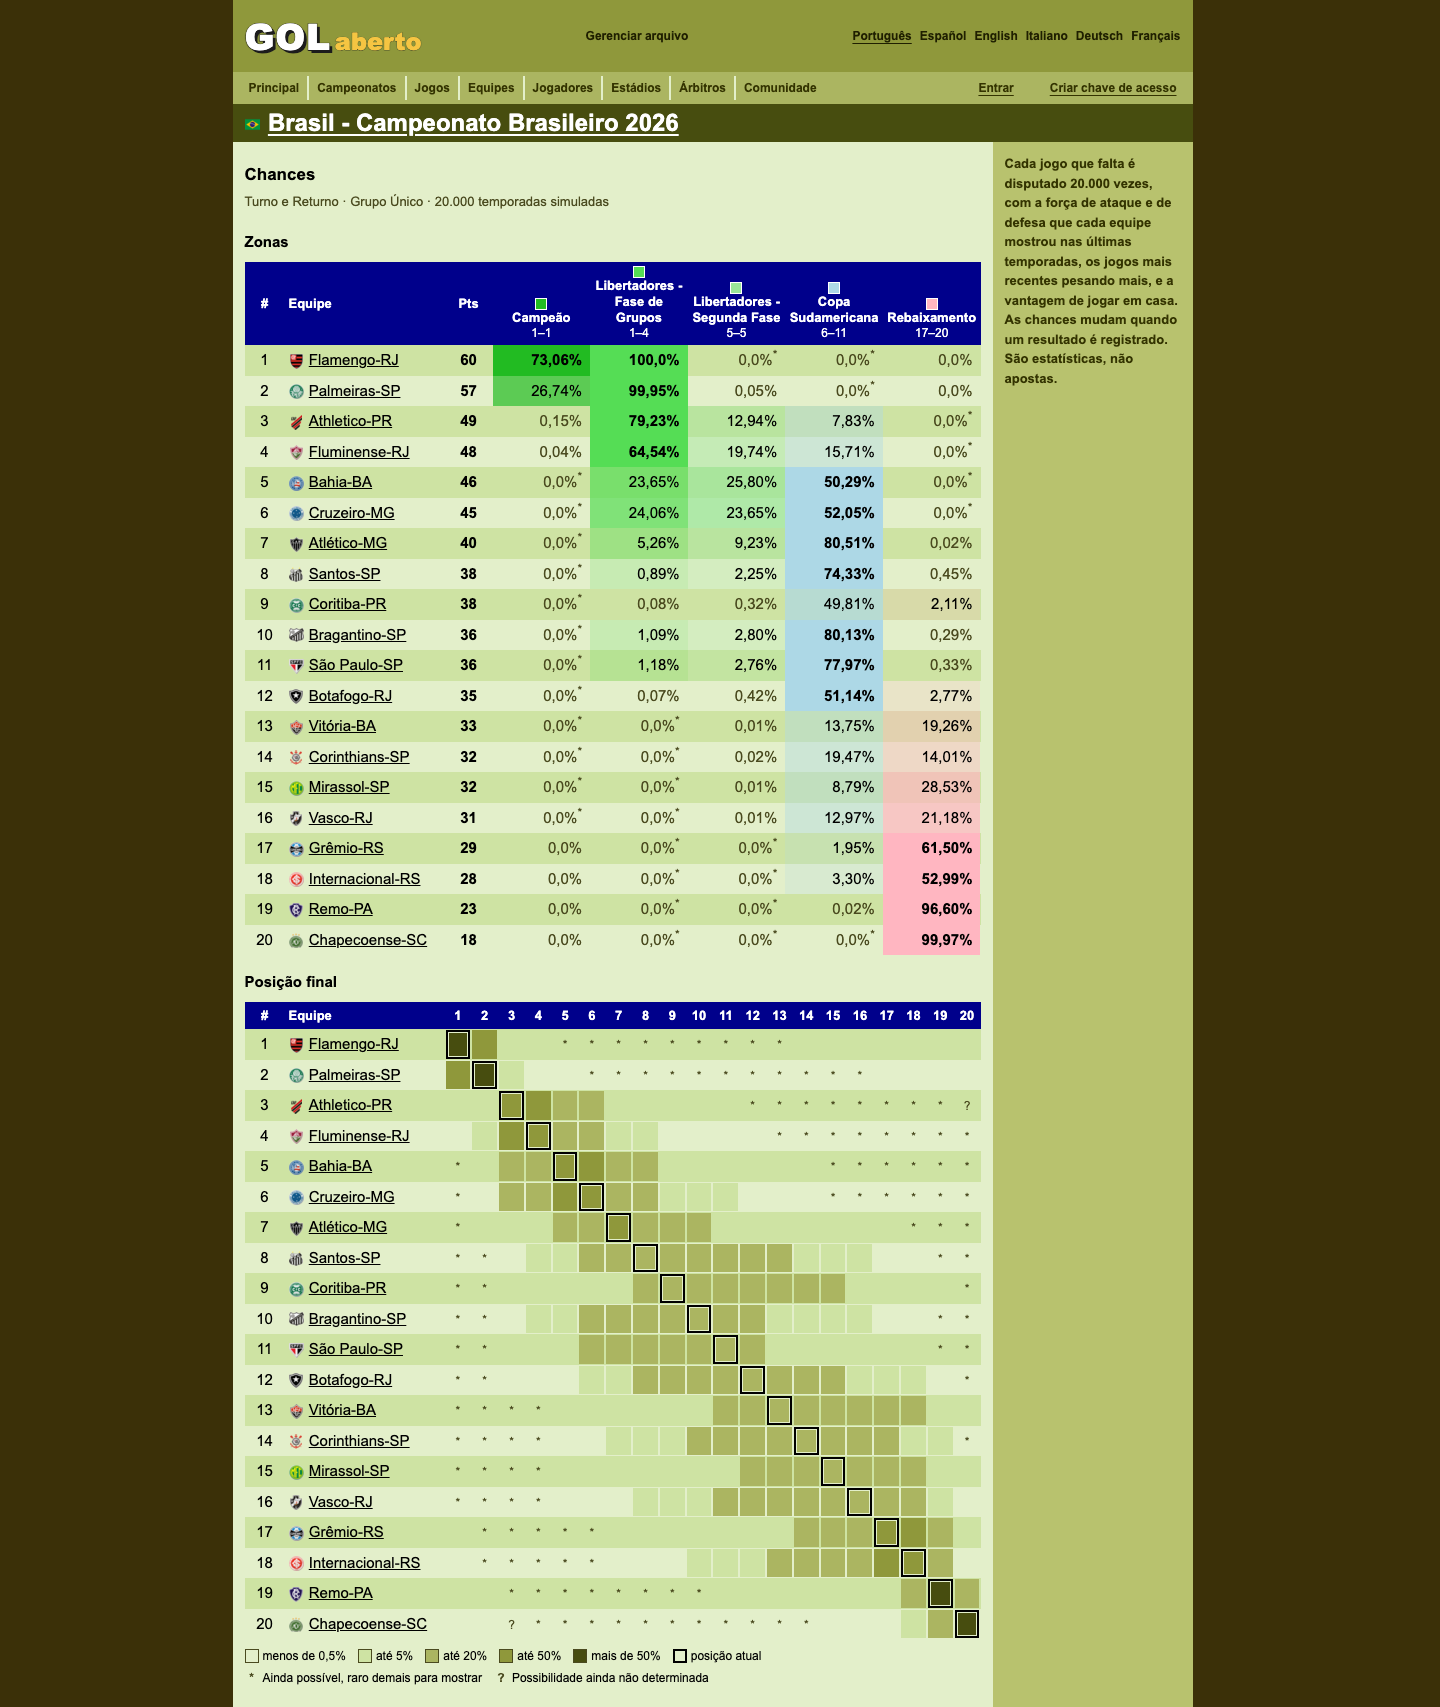 GOL aberto
Gerenciar arquivo
Português Español English Italiano Deutsch Français
Principal Campeonatos Jogos Equipes Jogadores Estádios Árbitros Comunidade Entrar Criar chave de acesso
Brasil - Campeonato Brasileiro 2026
Chances
Turno e Returno · Grupo Único · 20.000 temporadas simuladas
Zonas
# Equipe Pts Campeão 1–1 Libertadores - Fase de Grupos 1–4 Libertadores - Segunda Fase 5–5 Copa Sudamericana 6–11 Rebaixamento 17–20
1 Flamengo-RJ 60 73,06% 100,0% 0,0%* 0,0%* 0,0%
2 Palmeiras-SP 57 26,74% 99,95% 0,05% 0,0%* 0,0%
3 Athletico-PR 49 0,15% 79,23% 12,94% 7,83% 0,0%*
4 Fluminense-RJ 48 0,04% 64,54% 19,74% 15,71% 0,0%*
5 Bahia-BA 46 0,0%* 23,65% 25,80% 50,29% 0,0%*
6 Cruzeiro-MG 45 0,0%* 24,06% 23,65% 52,05% 0,0%*
7 Atlético-MG 40 0,0%* 5,26% 9,23% 80,51% 0,02%
8 Santos-SP 38 0,0%* 0,89% 2,25% 74,33% 0,45%
9 Coritiba-PR 38 0,0%* 0,08% 0,32% 49,81% 2,11%
10 Bragantino-SP 36 0,0%* 1,09% 2,80% 80,13% 0,29%
11 São Paulo-SP 36 0,0%* 1,18% 2,76% 77,97% 0,33%
12 Botafogo-RJ 35 0,0%* 0,07% 0,42% 51,14% 2,77%
13 Vitória-BA 33 0,0%* 0,0%* 0,01% 13,75% 19,26%
14 Corinthians-SP 32 0,0%* 0,0%* 0,02% 19,47% 14,01%
15 Mirassol-SP 32 0,0%* 0,0%* 0,01% 8,79% 28,53%
16 Vasco-RJ 31 0,0%* 0,0%* 0,01% 12,97% 21,18%
17 Grêmio-RS 29 0,0% 0,0%* 0,0%* 1,95% 61,50%
18 Internacional-RS 28 0,0% 0,0%* 0,0%* 3,30% 52,99%
19 Remo-PA 23 0,0% 0,0%* 0,0%* 0,02% 96,60%
20 Chapecoense-SC 18 0,0% 0,0%* 0,0%* 0,0%* 99,97%
Posição final
# Equipe 1 2 3 4 5 6 7 8 9 10 11 12 13 14 15 16 17 18 19 20
1 Flamengo-RJ * * * * * * * * *
2 Palmeiras-SP * * * * * * * * * * *
3 Athletico-PR * * * * * * * * ?
4 Fluminense-RJ * * * * * * * *
5 Bahia-BA * * * * * * *
6 Cruzeiro-MG * * * * * * *
7 Atlético-MG * * * *
8 Santos-SP * * * *
9 Coritiba-PR * * *
10 Bragantino-SP * * * *
11 São Paulo-SP * * * *
12 Botafogo-RJ * * *
13 Vitória-BA * * * *
14 Corinthians-SP * * * * *
15 Mirassol-SP * * * *
16 Vasco-RJ * * * *
17 Grêmio-RS * * * * *
18 Internacional-RS * * * * *
19 Remo-PA * * * * * * * *
20 Chapecoense-SC ? * * * * * * * * * * *
menos de 0,5% até 5% até 20% até 50% mais de 50% posição atual
* Ainda possível, raro demais para mostrar ? Possibilidade ainda não determinada
Cada jogo que falta é
disputado 20.000 vezes,
com a força de ataque e de
defesa que cada equipe
mostrou nas últimas
temporadas, os jogos mais
recentes pesando mais, e a
vantagem de jogar em casa.
As chances mudam quando
um resultado é registrado.
São estatísticas, não
apostas.